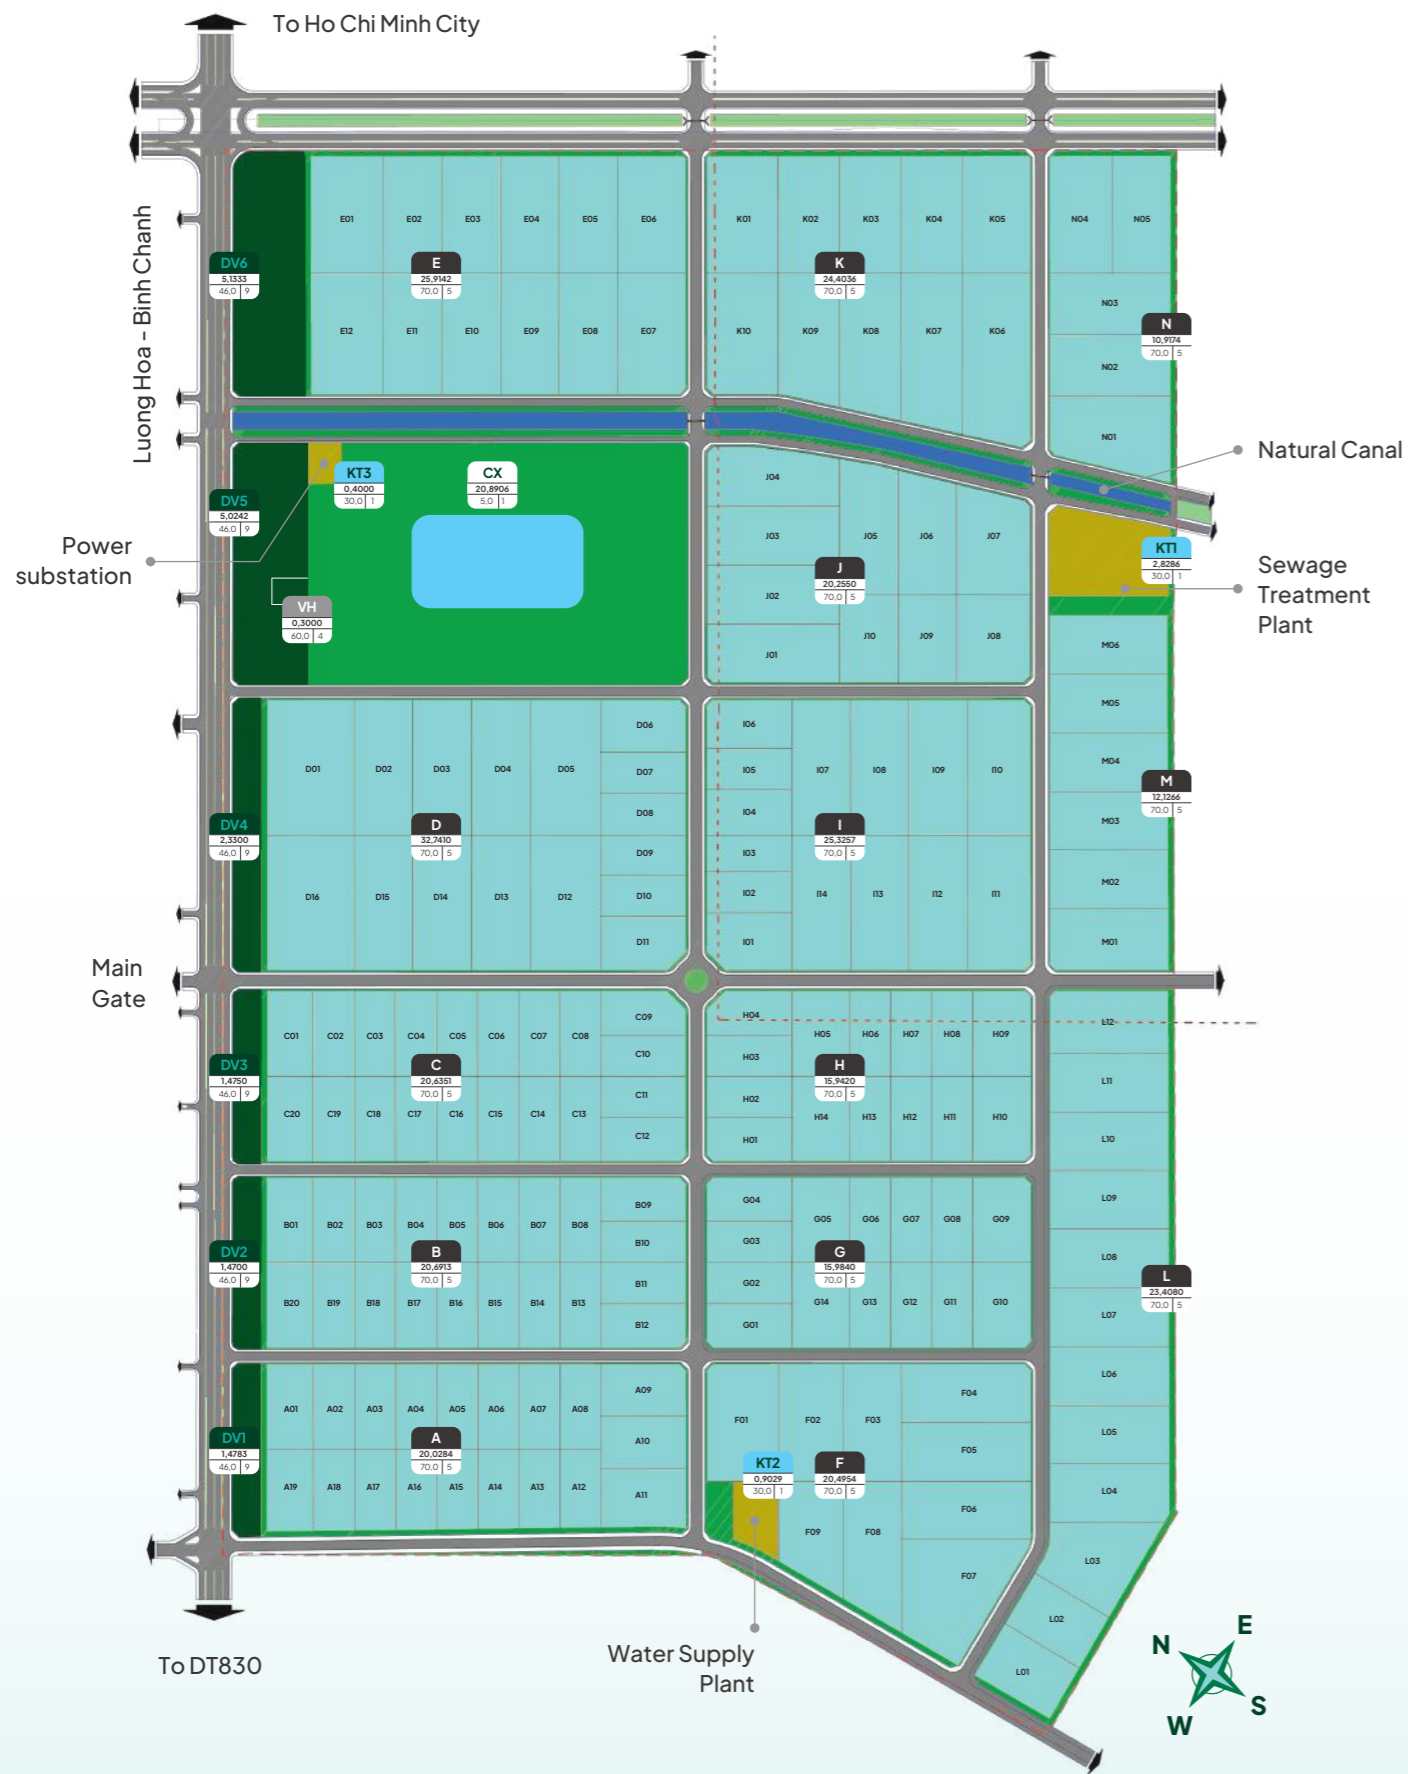 To Ho Chi Minh City
Luong Hoa - Binh Chanh
E01 E02 E03 E04 E05 E06
K01 K02 K03 K04 K05
N04 N05
DV6
5,1333
46,0 9
E
25,9142
70,0 5
K
24,4036
70,0 5
N03
N
10,9174
70,0 5
E12 E11 E10 E09 E08 E07
K10 K09 K08 K07 K06
N02
N01
Natural Canal
KT3
0,4000
30,0 1
CX
20,8906
5,0 1
DV5
5,0242
46,0 9
Power
substation
VH
0,3000
60,0 4
J04
J03
J05 J06 J07
J
20,2550
70,0 5
J02
J10 J09 J08
J01
KT1
2,8286
30,0 1
Sewage
Treatment
Plant
M06
M05
M04
M
12,1266
70,0 5
M03
M02
M01
D01 D02 D03 D04 D05
D06
D07
D08
D09
D10
D11
DV4
2,3300
46,0 9
D
32,7410
70,0 5
D16 D15 D14 D13 D12
I06
I05
I04
I03
I02
I01
I07 I08 I09 I10
I
25,3257
70,0 5
I14 I13 I12 I11
Main
Gate
C01 C02 C03 C04 C05 C06 C07 C08
C09
C10
C11
C12
DV3
1,4750
46,0 9
C
20,6351
70,0 5
C20 C19 C18 C17 C16 C15 C14 C13
H04
H03
H02
H01
H05 H06 H07 H08 H09
H
15,9420
70,0 5
H14 H13 H12 H11 H10
L12
L11
L10
L09
L08
L
23,4080
70,0 5
L07
L06
L05
L04
L03
L02
L01
B01 B02 B03 B04 B05 B06 B07 B08
B09
B10
B11
B12
DV2
1,4700
46,0 9
B
20,6913
70,0 5
B20 B19 B18 B17 B16 B15 B14 B13
G04
G03
G02
G01
G05 G06 G07 G08 G09
G
15,9840
70,0 5
G14 G13 G12 G11 G10
A01 A02 A03 A04 A05 A06 A07 A08
A09
A10
A11
DV1
1,4783
46,0 9
A
20,0284
70,0 5
A19 A18 A17 A16 A15 A14 A13 A12
F01 F02 F03
F04
F05
KT2
0,9029
30,0 1
F
20,4954
70,0 5
F06
F09 F08
F07
To DT830
Water Supply
Plant
N E
W S